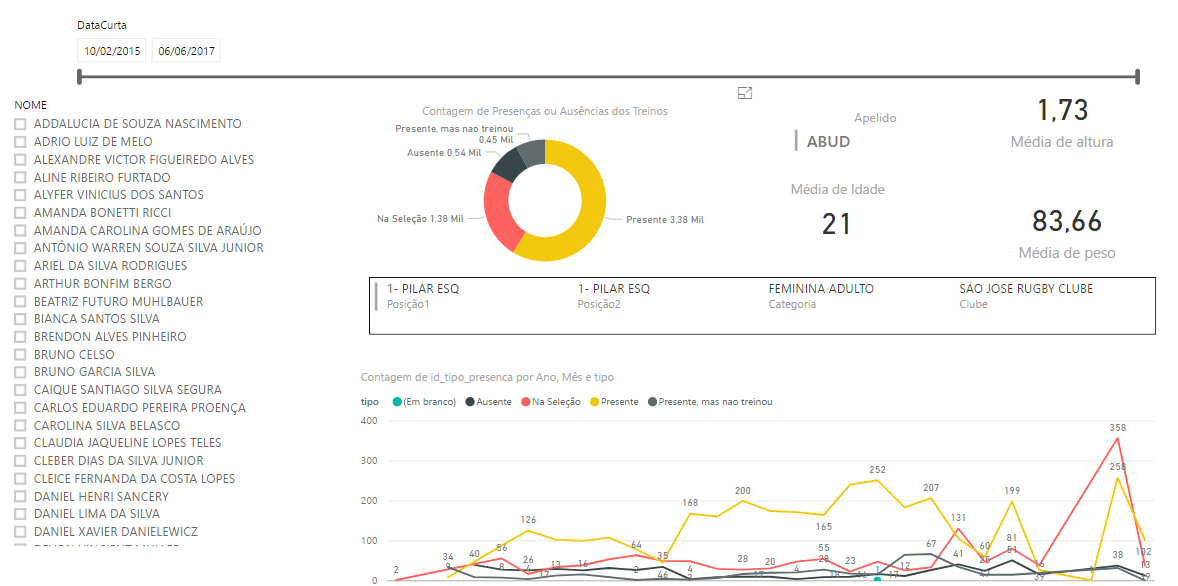 DataCurta
10/02/2015 06/06/2017
NOME
ADDALUCIA DE SOUZA NASCIMENTO
ADRIO LUIZ DE MELO
ALEXANDRE VICTOR FIGUEIREDO ALVES
ALINE RIBEIRO FURTADO
ALYFER VINICIUS DOS SANTOS
AMANDA BONETTI RICCI
AMANDA CAROLINA GOMES DE ARAÚJO
ANTÔNIO WARREN SOUZA SILVA JUNIOR
ARIEL DA SILVA RODRIGUES
ARTHUR BONFIM BERGO
BEATRIZ FUTURO MUHLBAUER
BIANCA SANTOS SILVA
BRENDON ALVES PINHEIRO
BRUNO CELSO
BRUNO GARCIA SILVA
CAIQUE SANTIAGO SILVA SEGURA
CARLOS EDUARDO PEREIRA PROENÇA
CAROLINA SILVA BELASCO
CLAUDIA JAQUELINE LOPES TELES
CLEBER DIAS DA SILVA JUNIOR
CLEICE FERNANDA DA COSTA LOPES
DANIEL HENRI SANCERY
DANIEL LIMA DA SILVA
DANIEL XAVIER DANIELEWICZ
Contagem de Presenças ou Ausências dos Treinos
Presente, mas nao treinou
0,45 Mil
Ausente 0,54 Mil
Na Seleção 1,38 Mil
Presente 3,38 Mil
Apelido
ABUD
1,73
Média de altura
Média de Idade
21
83,66
Média de peso
1- PILAR ESQ 1- PILAR ESQ FEMININA ADULTO SÃO JOSE RUGBY CLUBE
Posição1 Posição2 Categoria Clube
Contagem de id_tipo_presenca por Ano, Mês e tipo
tipo (Em branco) Ausente Na Seleção Presente Presente, mas nao treinou
400
358
300
252 258
200 168 200 207 199
165
126 131
100 102
34 40 56 26 13 16 64 35 28 20 55 28 23 67 41 60 81 51 38
2 9 8 46 4 4 12 13
0